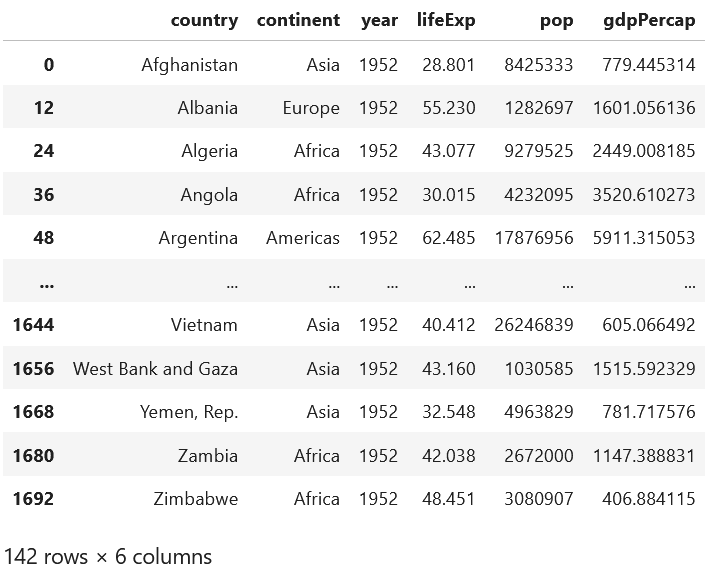 country continent year lifeExp pop gdpPercap
0 Afghanistan Asia 1952 28.801 8425333 779.445314
12 Albania Europe 1952 55.230 1282697 1601.056136
24 Algeria Africa 1952 43.077 9279525 2449.008185
36 Angola Africa 1952 30.015 4232095 3520.610273
48 Argentina Americas 1952 62.485 17876956 5911.315053
... ... ... ... ... ... ...
1644 Vietnam Asia 1952 40.412 26246839 605.066492
1656 West Bank and Gaza Asia 1952 43.160 1030585 1515.592329
1668 Yemen, Rep. Asia 1952 32.548 4963829 781.717576
1680 Zambia Africa 1952 42.038 2672000 1147.388831
1692 Zimbabwe Africa 1952 48.451 3080907 406.884115
142 rows × 6 columns